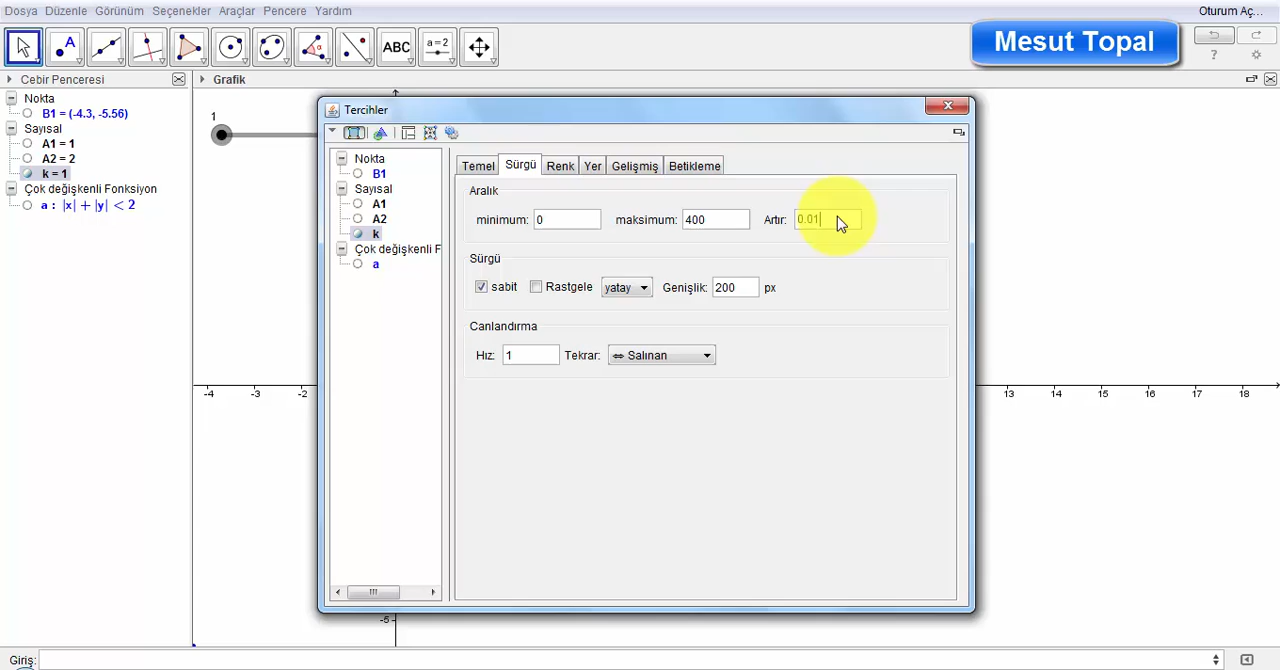 Dosya Düzenle Görünüm Seçenekler Araçlar Pencere Yardım Oturum Aç...
A ABC a=2 Mesut Topal ?
Cebir Penceresi Grafik
Nokta
B1 = (-4.3, -5.56)
Sayısal
A1 = 1
A2 = 2
k = 1
Çok değişkenli Fonksiyon
a : |x| + |y| < 2
1
Tercihler
Nokta
B1
Sayısal
A1
A2
k
Çok değişkenli F
a
Temel Sürgü Renk Yer Gelişmiş Betikleme
Aralık
minimum: 0 maksimum: 400 Artır: 0.01
Sürgü
sabit Rastgele yatay Genişlik: 200 px
Canlandırma
Hız: 1 Tekrar: ⇔ Salınan
-4 -3 -2 13 14 15 16 17 18
-5
Giriş: